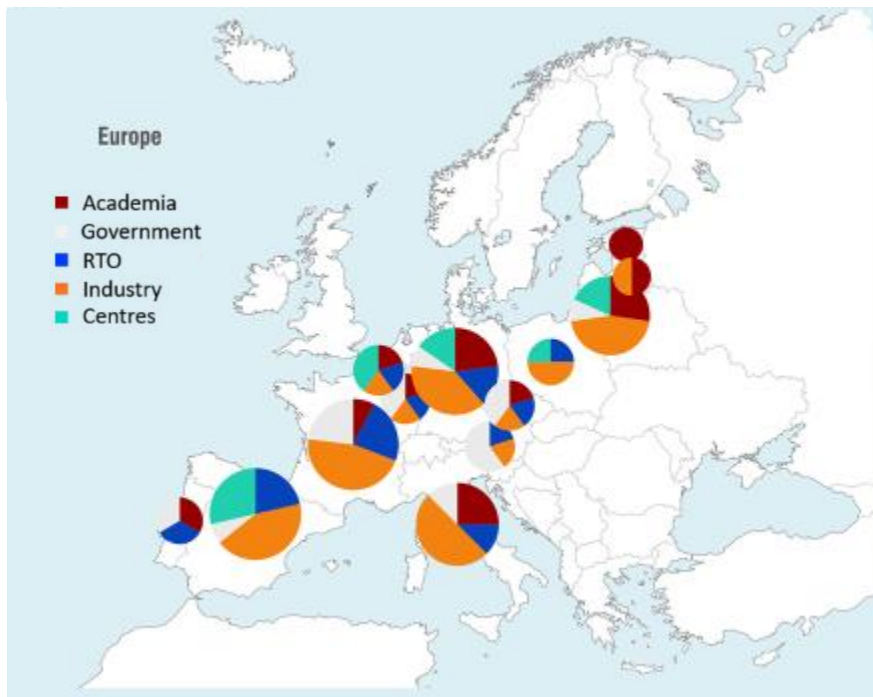 Europe
Academia
Government
RTO
Industry
Centres